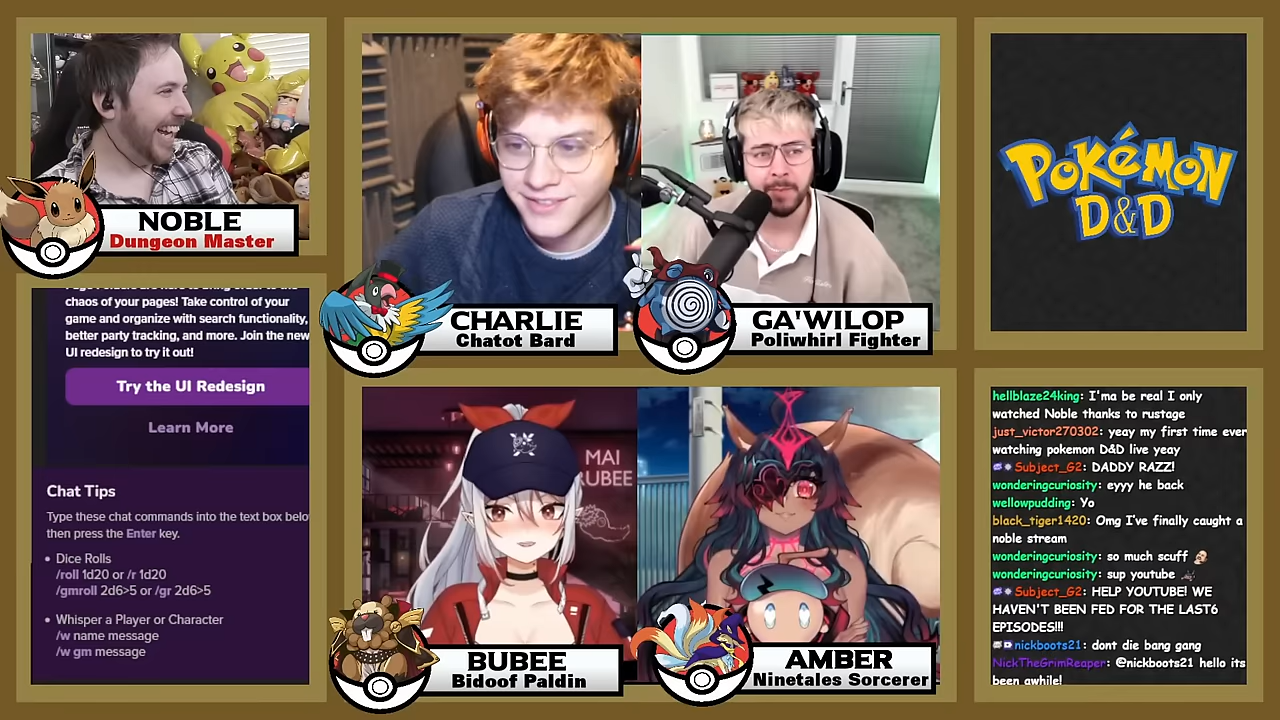 NOBLE
Dungeon Master
chaos of your pages! Take control of your
game and organize with search functionality,
better party tracking, and more. Join the new
UI redesign to try it out!
Try the UI Redesign
Learn More
Chat Tips
Type these chat commands into the text box below
then press the Enter key.
• Dice Rolls
/roll 1d20 or /r 1d20
/gmroll 2d6>5 or /gr 2d6>5
• Whisper a Player or Character
/w name message
/w gm message
CHARLIE
Chatot Bard
GA'WILOP
Poliwhirl Fighter
MAI
RUBEE
BUBEE
Bidoof Paldin
AMBER
Ninetales Sorcerer
POKéMON
D&D
hellblaze24king: I'ma be real I only
watched Noble thanks to rustage
just_victor270302: yeay my first time ever
watching pokemon D&D live yeay
Subject_G2: DADDY RAZZ!
wonderingcuriosity: eyyy he back
wellowpudding: Yo
black_tiger1420: Omg I've finally caught a
noble stream
wonderingcuriosity: so much scuff
wonderingcuriosity: sup youtube
Subject_G2: HELP YOUTUBE! WE
HAVEN'T BEEN FED FOR THE LAST6
EPISODES!!!
nickboots21: dont die bang gang
NickTheGrimReaper: @nickboots21 hello its
been awhile!